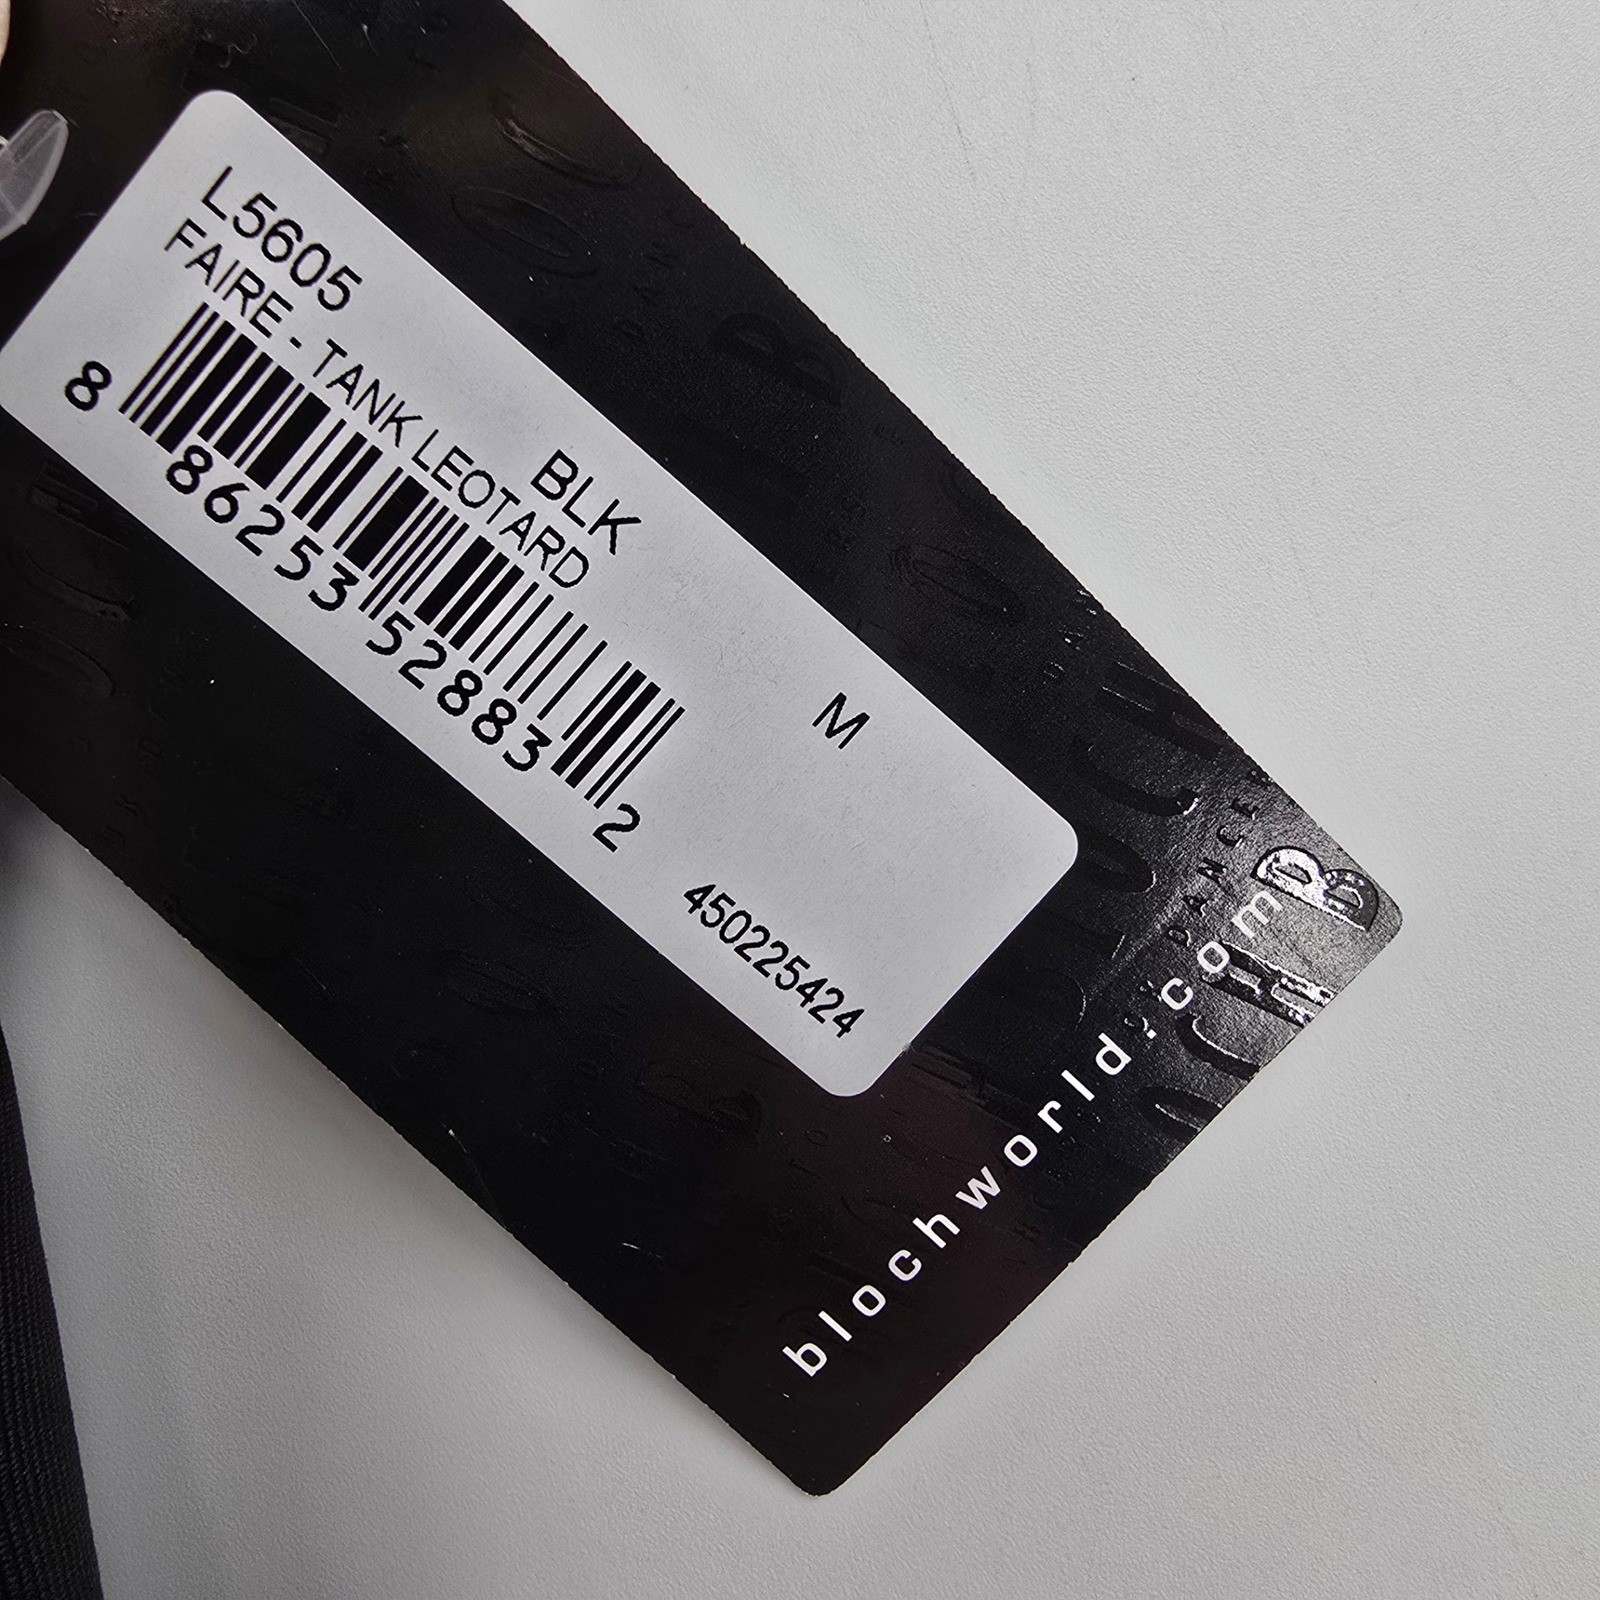 L5605 BLK M
FAIRE - TANK LEOTARD
8 86253 52883 2
450225424
blochworld.com